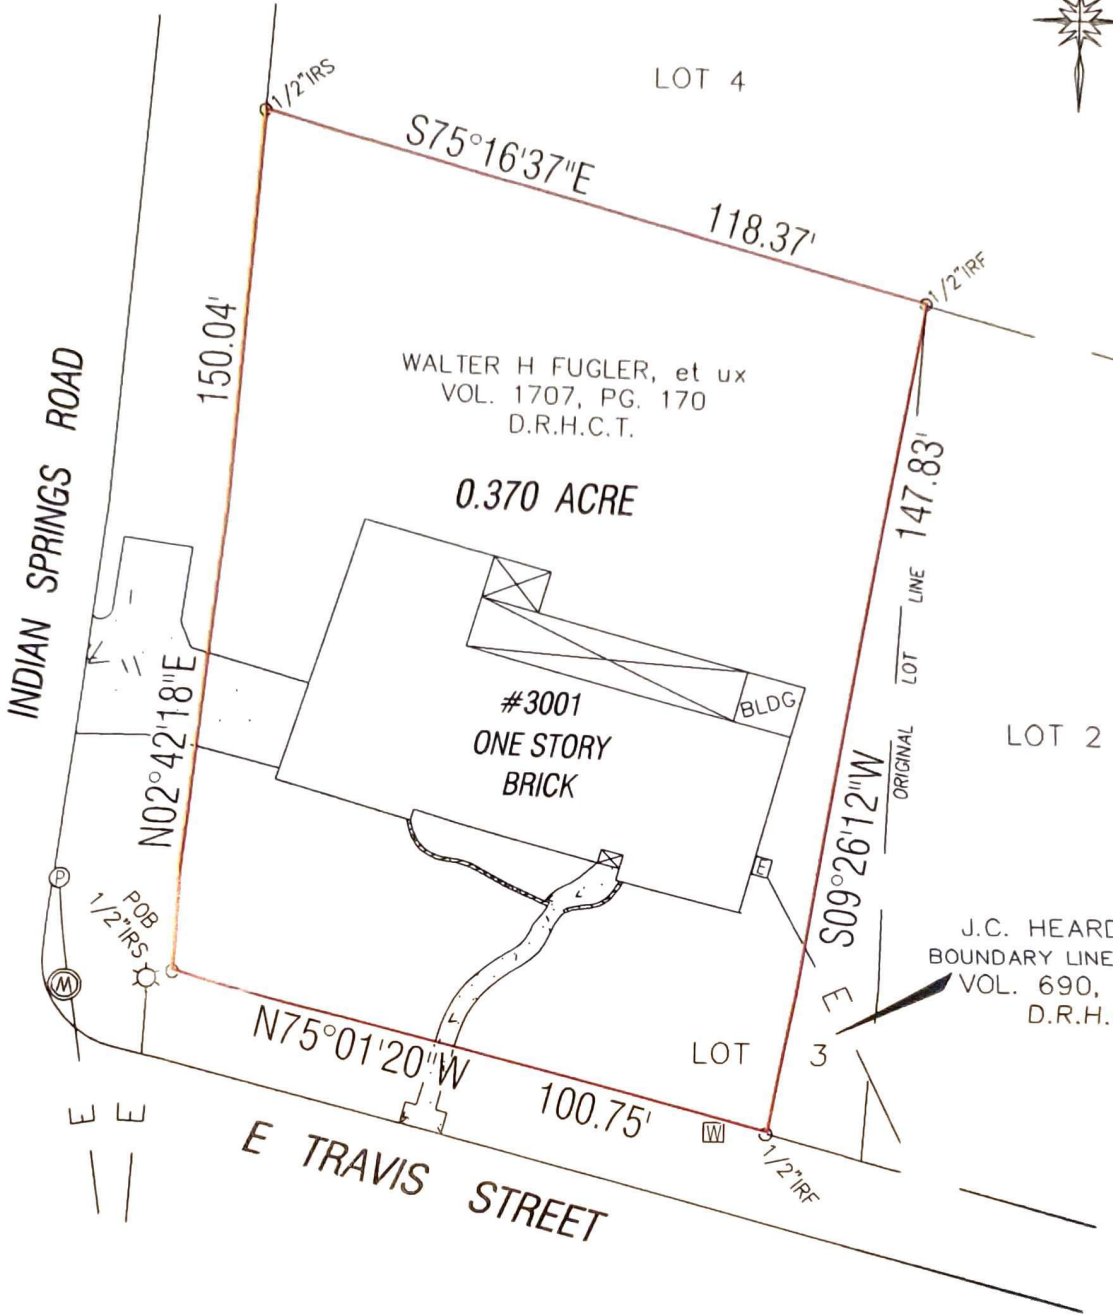 LOT 4
1/2"IRS
S75°16'37"E
118.37'
1/2"IRF
150.04'
WALTER H FUGLER, et ux
VOL. 1707, PG. 170
D.R.H.C.T.
0.370 ACRE
147.83'
INDIAN SPRINGS ROAD
ORIGINAL LOT LINE
N02°42'18"E
#3001
ONE STORY
BRICK
BLDG
LOT 2
S09°26'12"W
E
P
POB
1/2"IRS
M
J.C. HEARD
BOUNDARY LINE
VOL. 690,
D.R.H.
E
N75°01'20"W
100.75'
LOT 3
W
1/2"IRF
E E
E TRAVIS STREET